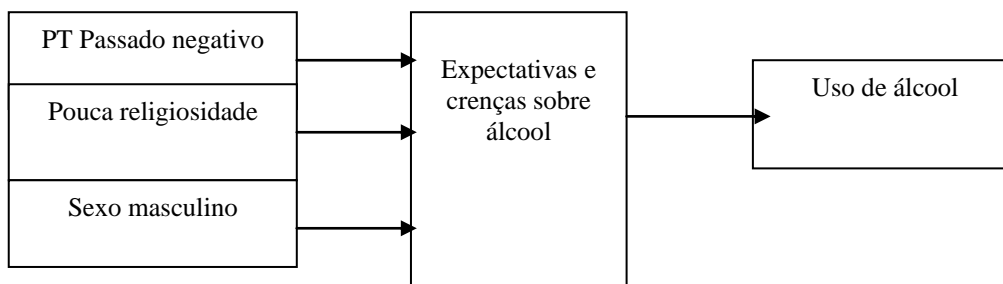 PT Passado negativo
Pouca religiosidade
Sexo masculino
Expectativas e
crenças sobre
álcool
Uso de álcool